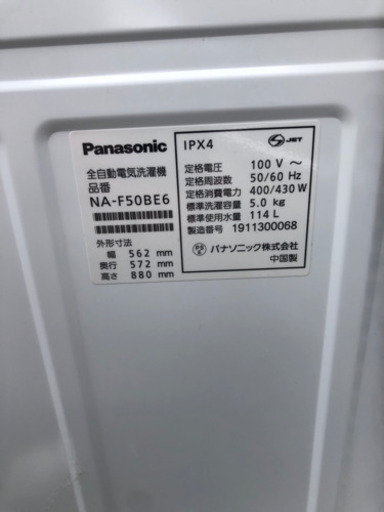 Panasonic
全自動電気洗濯機
品番
NA-F50BE6
外形寸法
幅 562 mm
奥行 572 mm
高さ 880 mm
IPX4
JET
定格電圧 100 V ～
定格周波数 50/60 Hz
定格消費電力 400/430 W
標準洗濯容量 5.0 kg
標準使用水量 114 L
製造番号 1911300068
パナソニック株式会社
中国製